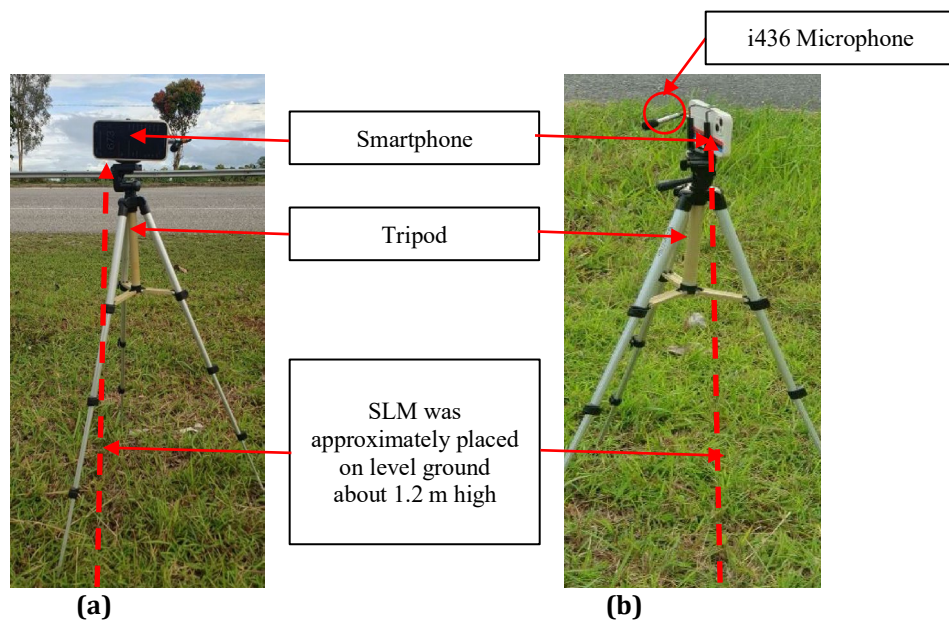 i436 Microphone
Smartphone
Tripod
SLM was
approximately placed
on level ground
about 1.2 m high
(a)
(b)